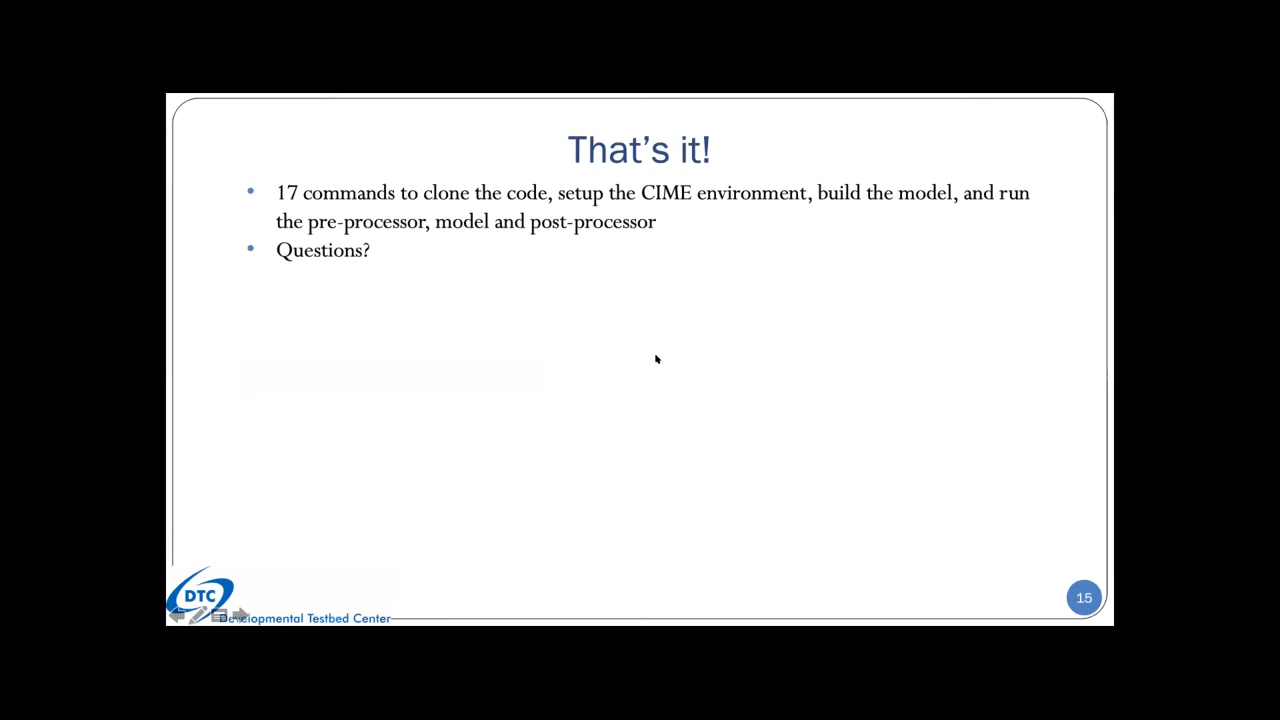 That's it!
• 17 commands to clone the code, setup the CIME environment, build the model, and run
the pre-processor, model and post-processor
• Questions?
DTC
Developmental Testbed Center
15